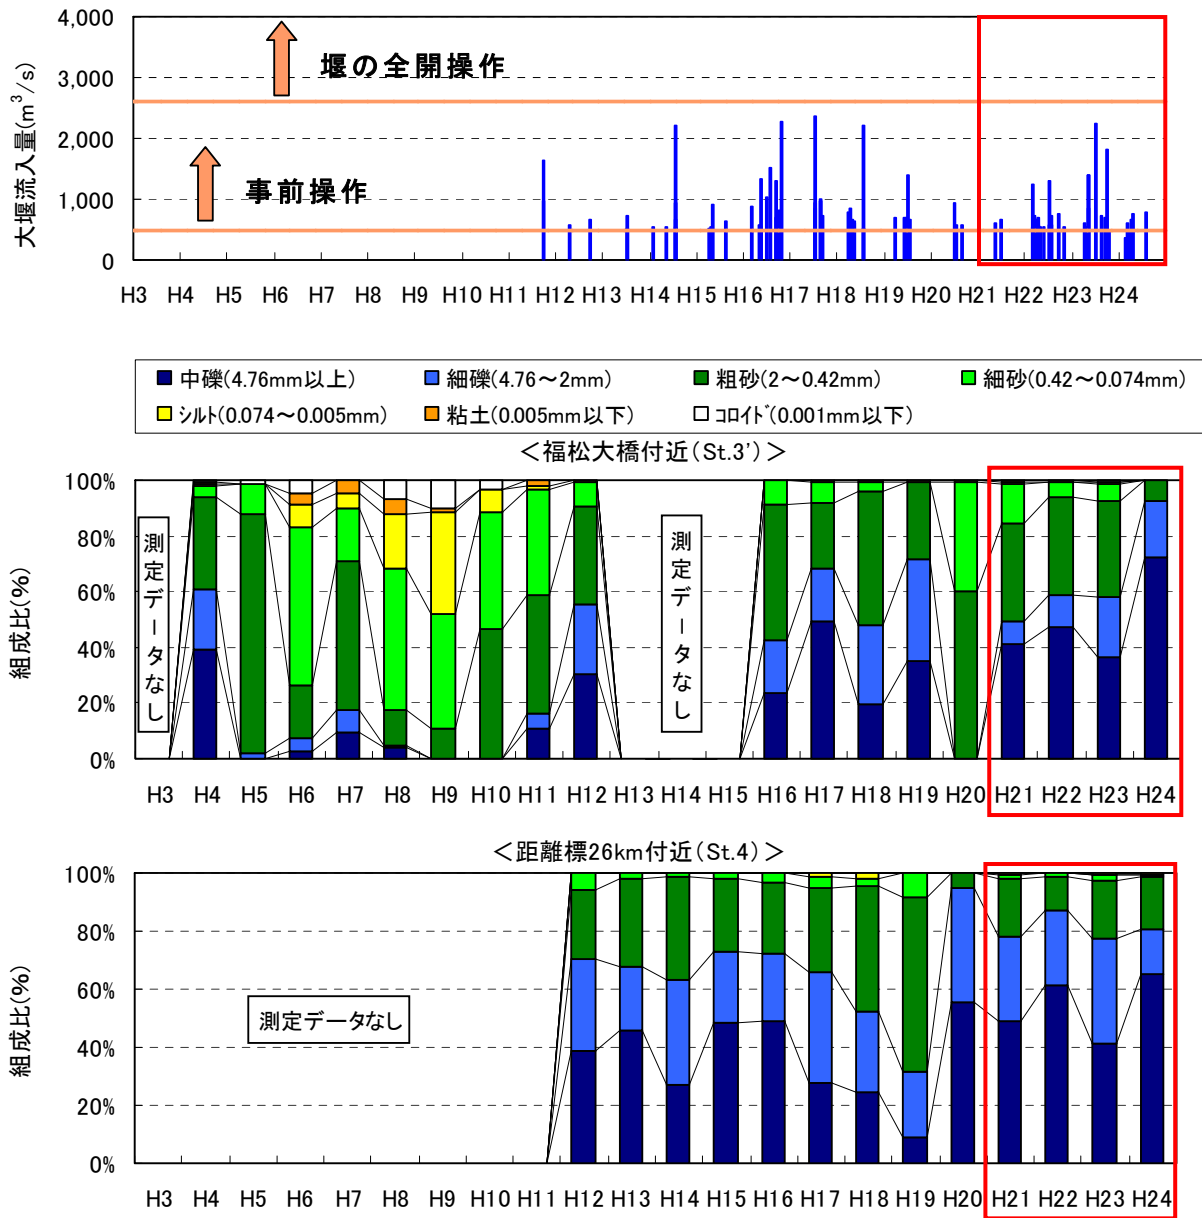 4,000
3,000
2,000
1,000
0
大堰流入量(m³/s)
堰の全開操作
事前操作
H3 H4 H5 H6 H7 H8 H9 H10 H11 H12 H13 H14 H15 H16 H17 H18 H19 H20 H21 H22 H23 H24
中礫(4.76mm以上) 細礫(4.76～2mm) 粗砂(2～0.42mm) 細砂(0.42～0.074mm)
シルト(0.074～0.005mm) 粘土(0.005mm以下) コロイド(0.001mm以下)
＜福松大橋付近(St.3')＞
100%
80%
60%
40%
20%
0%
組成比(%)
測定データなし
測定データなし
H3 H4 H5 H6 H7 H8 H9 H10 H11 H12 H13 H14 H15 H16 H17 H18 H19 H20 H21 H22 H23 H24
＜距離標26km付近(St.4)＞
100%
80%
60%
40%
20%
0%
組成比(%)
測定データなし
H3 H4 H5 H6 H7 H8 H9 H10 H11 H12 H13 H14 H15 H16 H17 H18 H19 H20 H21 H22 H23 H24